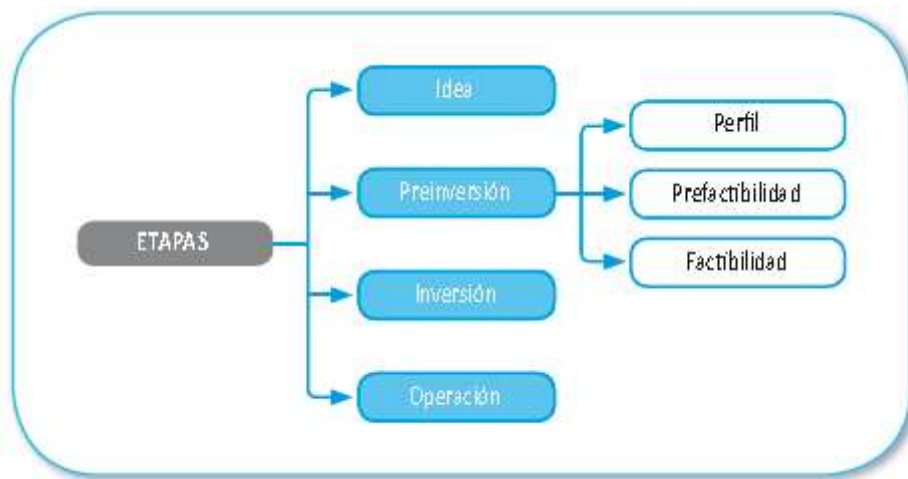 ETAPAS
Idea
Preinversión
Inversión
Operación
Perfil
Prefactibilidad
Factibilidad